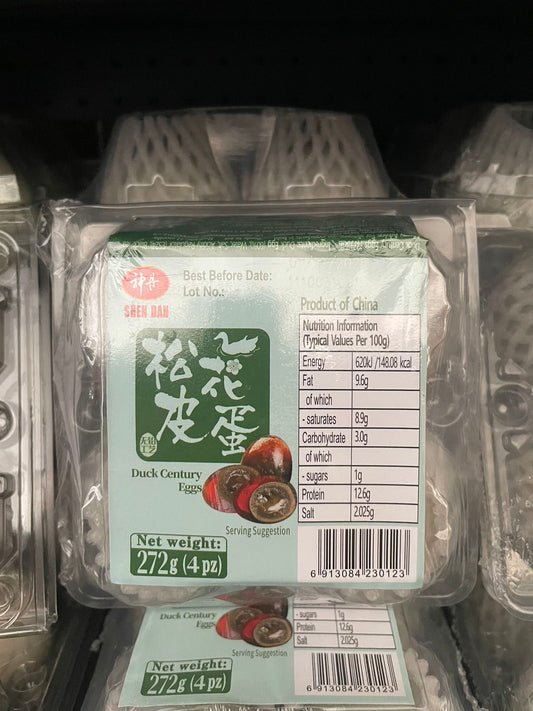 神丹
SHEN DAN
Best Before Date:
Lot No.:
松花
皮蛋
无铅
工艺
Duck Century
Eggs
Serving Suggestion
Net weight:
272g (4 pz)
Product of China
Nutrition Information
(Typical Values Per 100g)
Energy 620kJ /148.08 kcal
Fat 9.6g
of which
- saturates 8.9g
Carbohydrate 3.0g
of which
- sugars 1g
Protein 12.6g
Salt 2.025g
6 913084 230123
Duck Century
Eggs
Serving Suggestion
Net weight:
272g (4 pz)
- sugars 1g
Protein 12.6g
Salt 2.025g
6 913084 230123